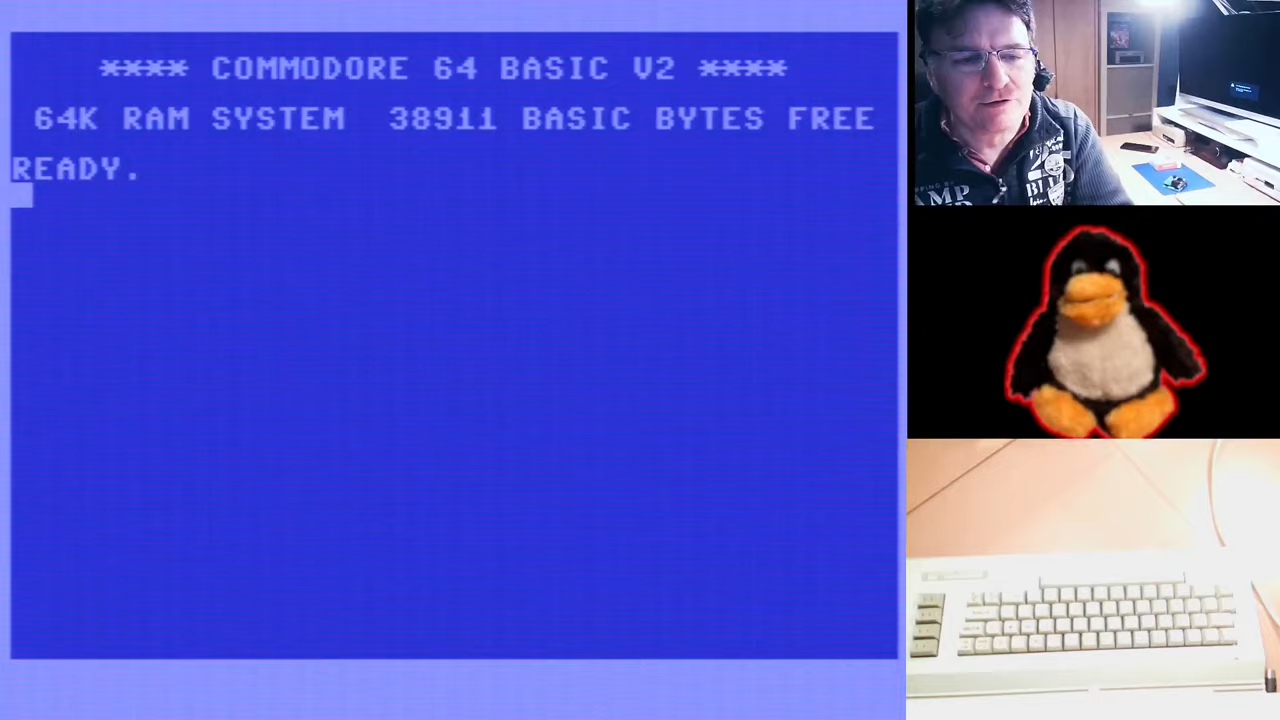 **** COMMODORE 64 BASIC V2 ****
64K RAM SYSTEM  38911 BASIC BYTES FREE
READY.